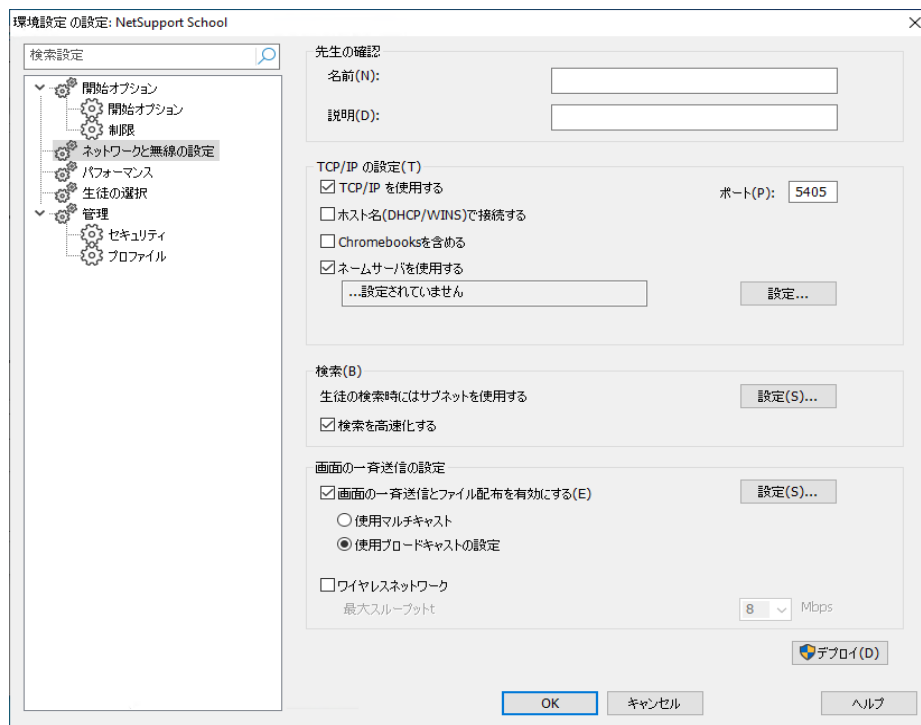 環境設定 の設定: NetSupport School
検索設定
開始オプション
開始オプション
制限
ネットワークと無線の設定
パフォーマンス
生徒の選択
管理
セキュリティ
プロファイル
先生の確認
名前(N):
説明(D):
TCP/IP の設定(T)
TCP/IP を使用する
ポート(P): 5405
ホスト名(DHCP/WINS)で接続する
Chromebooksを含める
ネームサーバを使用する
...設定されていません
設定...
検索(B)
生徒の検索時にはサブネットを使用する
設定(S)...
検索を高速化する
画面の一斉送信の設定
画面の一斉送信とファイル配布を有効にする(E)
設定(S)...
使用マルチキャスト
使用ブロードキャストの設定
ワイヤレスネットワーク
最大スループットt
8 Mbps
デプロイ(D)
OK
キャンセル
ヘルプ